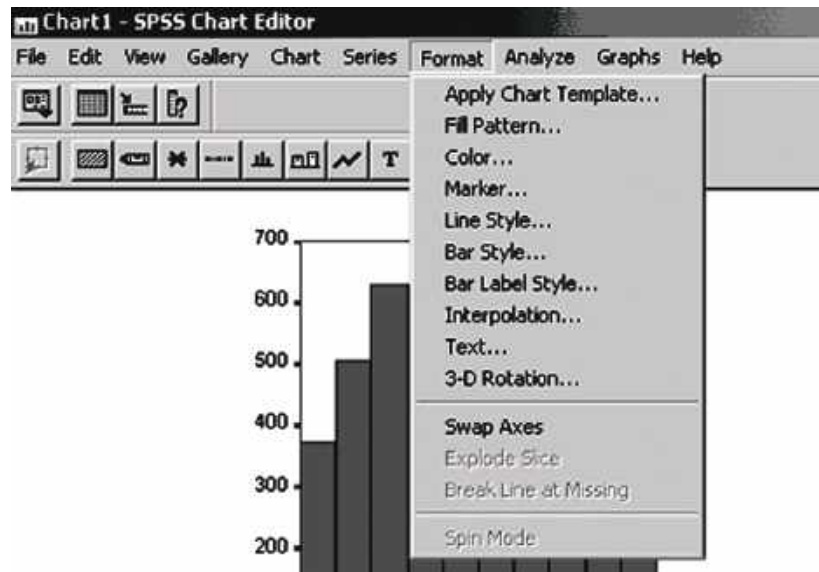 Chart1 - SPSS Chart Editor
File Edit View Gallery Chart Series Format Analyze Graphs Help
Apply Chart Template...
Fill Pattern...
Color...
Marker...
Line Style...
Bar Style...
Bar Label Style...
Interpolation...
Text...
3-D Rotation...
Swap Axes
Explode Slice
Break Line at Missing
Spin Mode
T
700
600
500
400
300
200